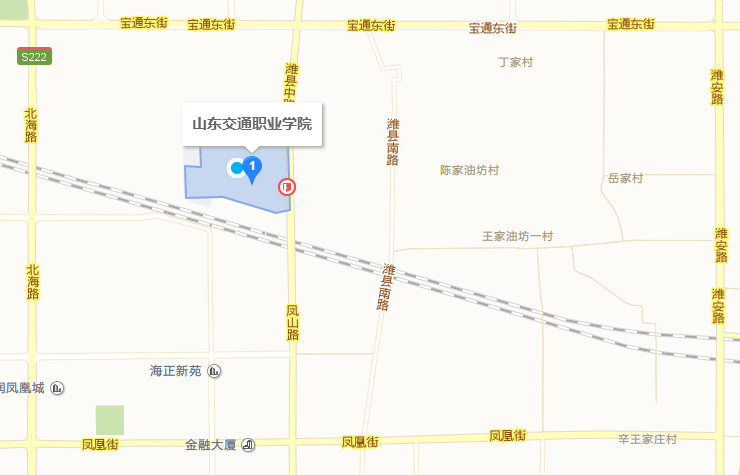 宝通东街
宝通东街
宝通东街
宝通东街
宝通东街
S222
丁家村
潍县中路
潍安路
北海路
山东交通职业学院
潍县南路
1
陈家油坊村
岳家村
王家油坊一村
潍安路
北海路
潍县南路
潍安路
凤山路
海正新苑
润凤凰城
凤凰街
金融大厦
凤凰街
凤凰街
辛王家庄村